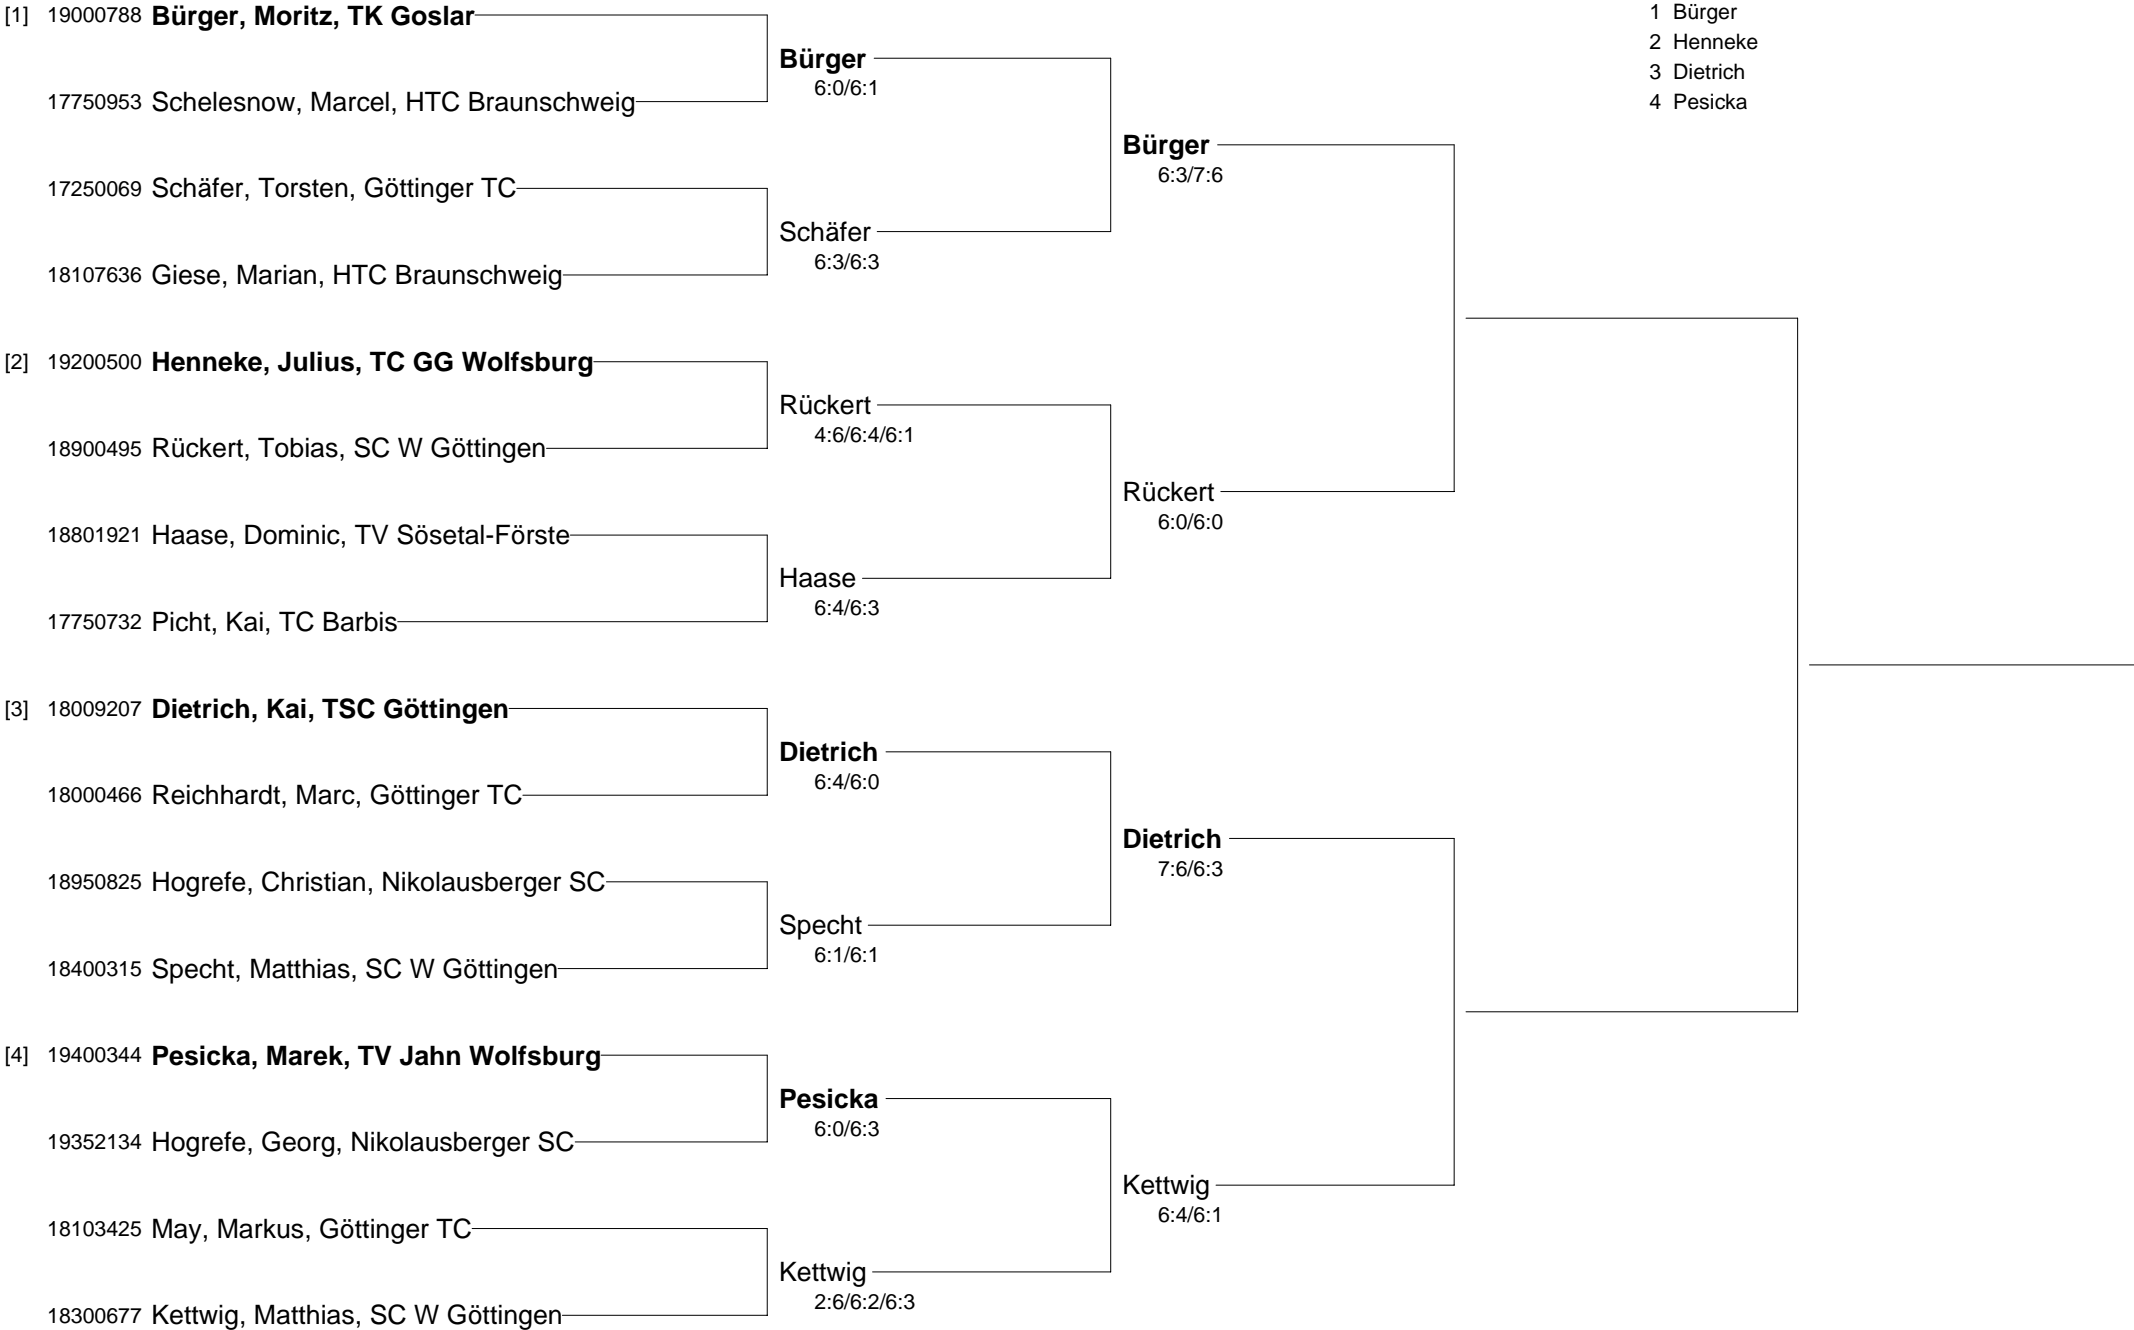 [1] 19000788 Bürger, Moritz, TK Goslar
1 Bürger
2 Henneke
3 Dietrich
4 Pesicka
Bürger
6:0/6:1
17750953 Schelesnow, Marcel, HTC Braunschweig
Bürger
6:3/7:6
17250069 Schäfer, Torsten, Göttinger TC
Schäfer
6:3/6:3
18107636 Giese, Marian, HTC Braunschweig
[2] 19200500 Henneke, Julius, TC GG Wolfsburg
Rückert
4:6/6:4/6:1
18900495 Rückert, Tobias, SC W Göttingen
Rückert
6:0/6:0
18801921 Haase, Dominic, TV Sösetal-Förste
Haase
6:4/6:3
17750732 Picht, Kai, TC Barbis
[3] 18009207 Dietrich, Kai, TSC Göttingen
Dietrich
6:4/6:0
18000466 Reichhardt, Marc, Göttinger TC
Dietrich
7:6/6:3
18950825 Hogrefe, Christian, Nikolausberger SC
Specht
6:1/6:1
18400315 Specht, Matthias, SC W Göttingen
[4] 19400344 Pesicka, Marek, TV Jahn Wolfsburg
Pesicka
6:0/6:3
19352134 Hogrefe, Georg, Nikolausberger SC
Kettwig
6:4/6:1
18103425 May, Markus, Göttinger TC
Kettwig
2:6/6:2/6:3
18300677 Kettwig, Matthias, SC W Göttingen